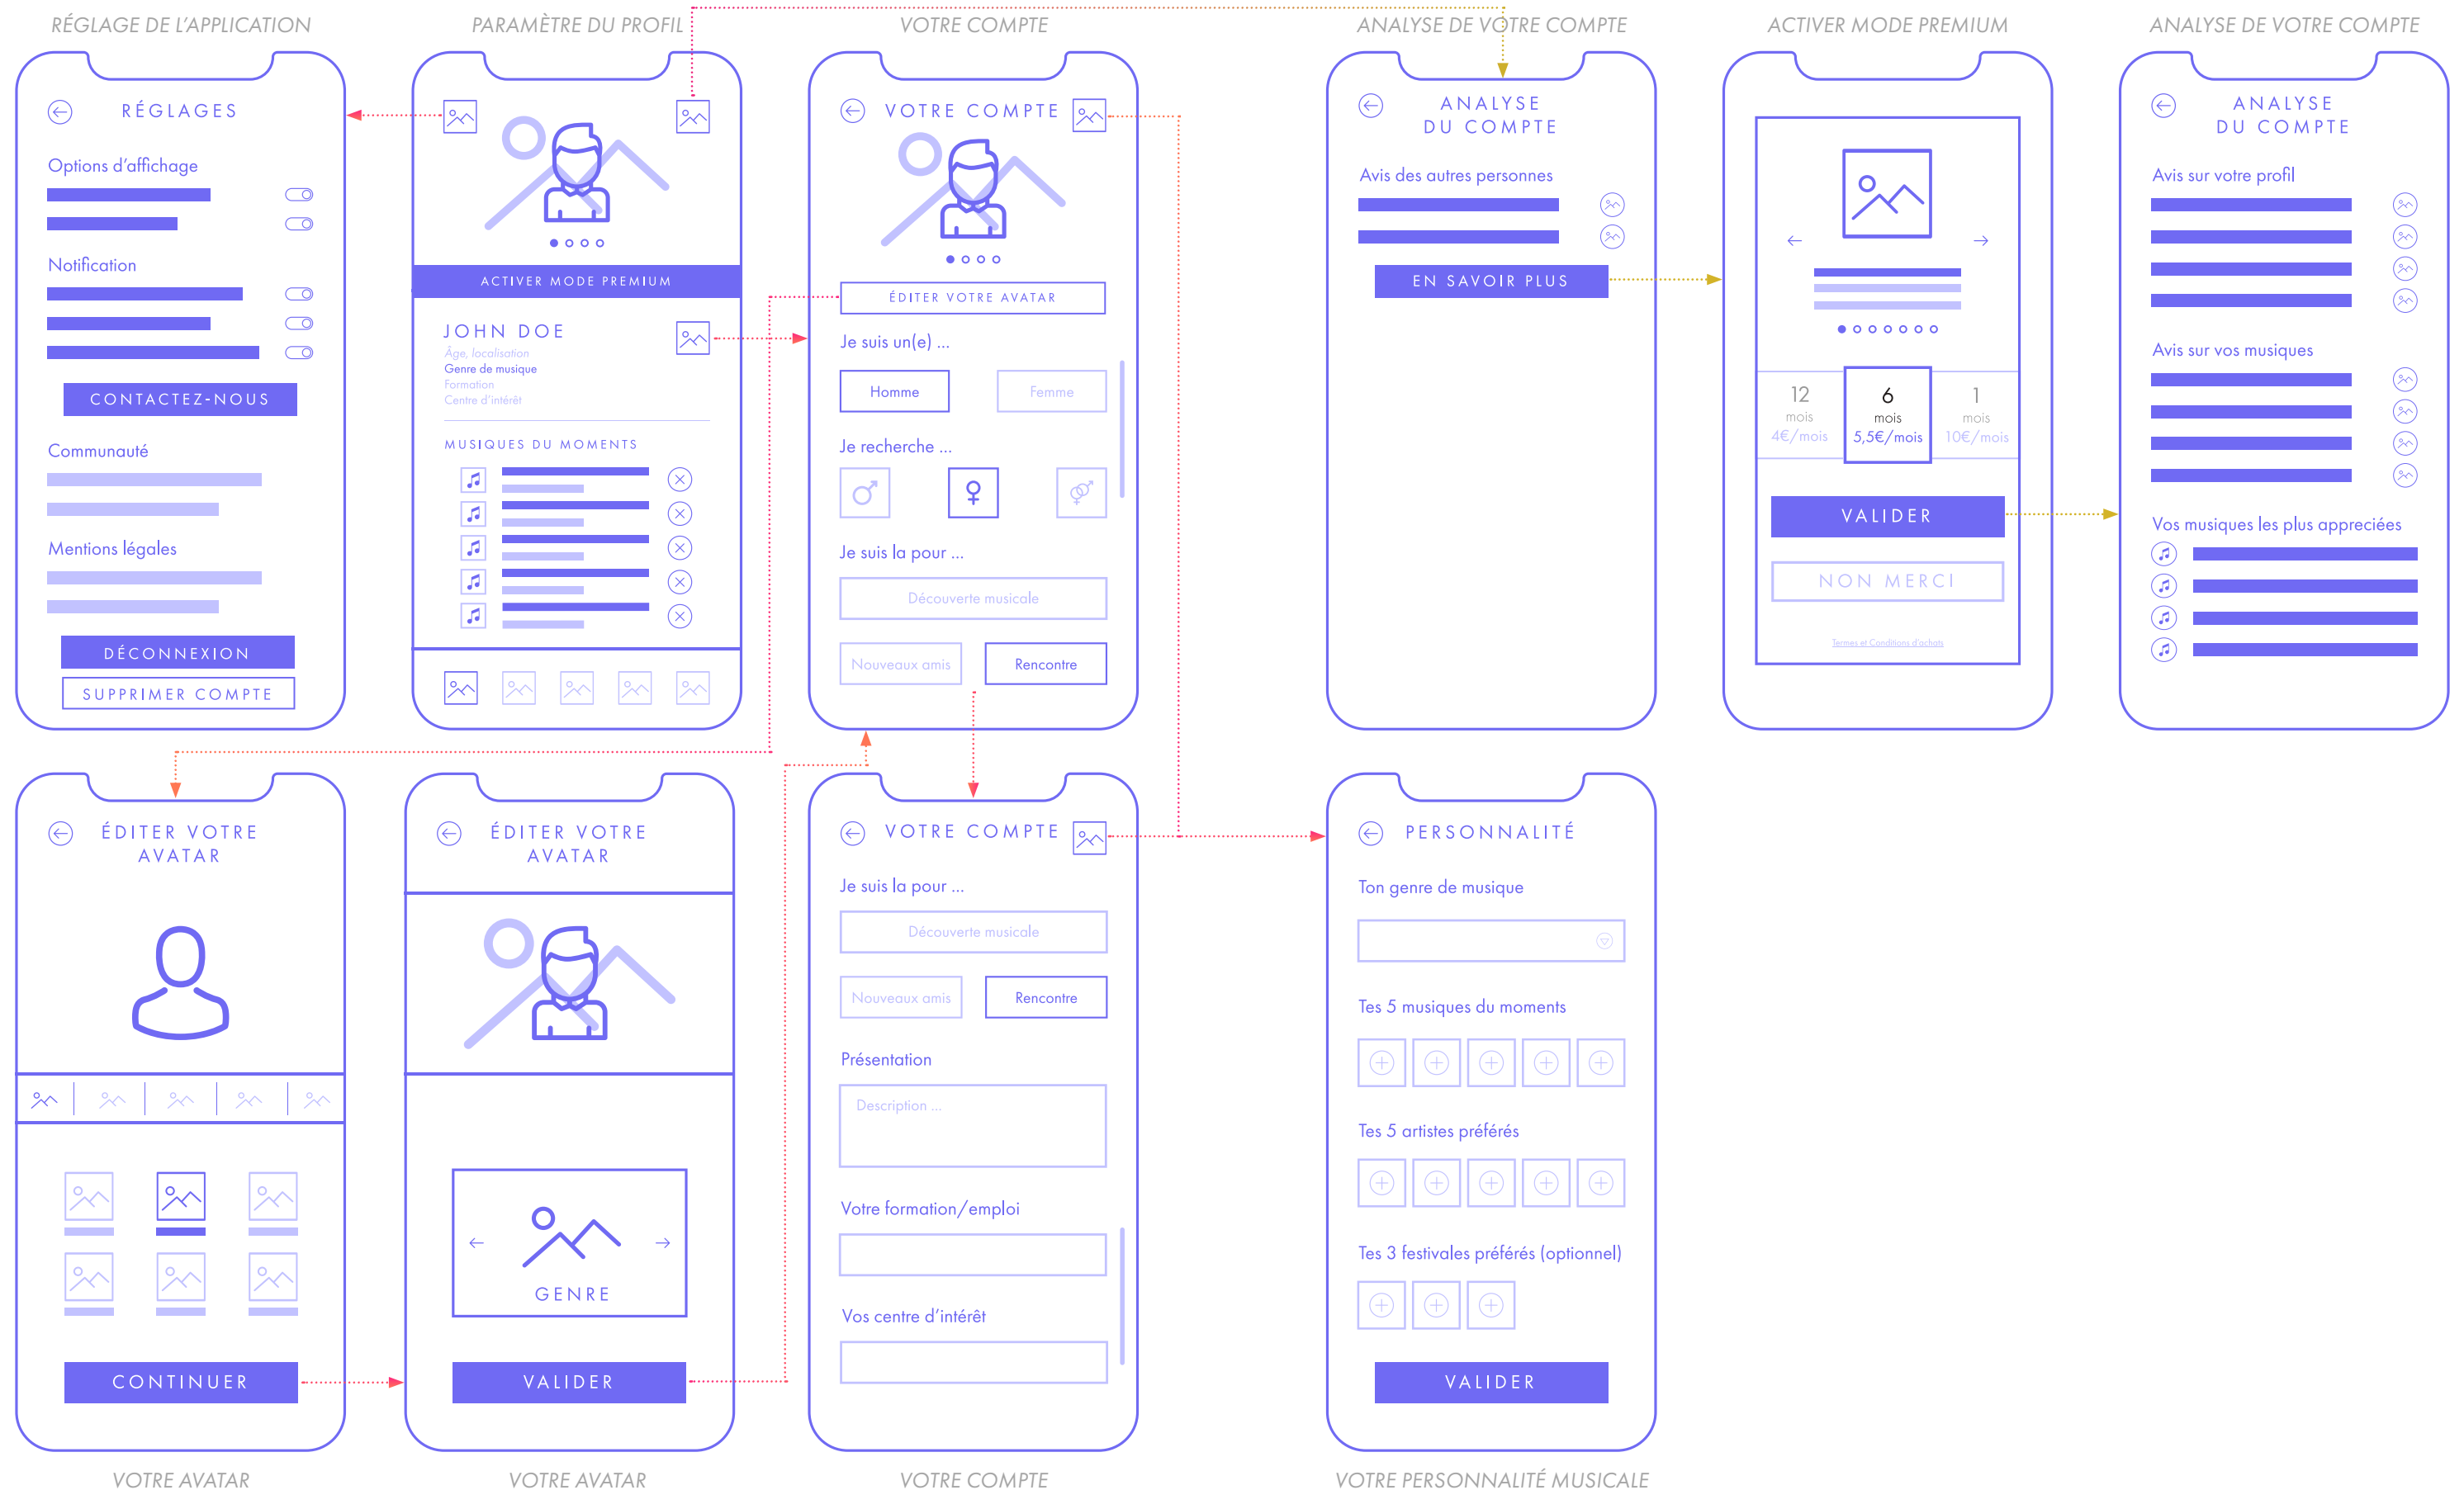 RÉGLAGE DE L'APPLICATION
RÉGLAGES
Options d'affichage
Notification
CONTACTEZ-NOUS
Communauté
Mentions légales
DÉCONNEXION
SUPPRIMER COMPTE
PARAMÈTRE DU PROFIL
ACTIVER MODE PREMIUM
JOHN DOE
Âge, localisation
Genre de musique
Formation
Centre d'intérêt
MUSIQUES DU MOMENTS
VOTRE COMPTE
VOTRE COMPTE
ÉDITER VOTRE AVATAR
Je suis un(e) ...
Homme
Femme
Je recherche ...
Je suis la pour ...
Découverte musicale
Nouveaux amis
Rencontre
ANALYSE DE VOTRE COMPTE
ANALYSE
DU COMPTE
Avis des autres personnes
EN SAVOIR PLUS
ACTIVER MODE PREMIUM
12
mois
4€/mois
6
mois
5,5€/mois
1
mois
10€/mois
VALIDER
NON MERCI
Termes et Conditions d'achats
ANALYSE DE VOTRE COMPTE
ANALYSE
DU COMPTE
Avis sur votre profil
Avis sur vos musiques
Vos musiques les plus appreciées
ÉDITER VOTRE
AVATAR
CONTINUER
VOTRE AVATAR
ÉDITER VOTRE
AVATAR
GENRE
VALIDER
VOTRE AVATAR
VOTRE COMPTE
Je suis la pour ...
Découverte musicale
Nouveaux amis
Rencontre
Présentation
Description ...
Votre formation/emploi
Vos centre d'intérêt
VOTRE COMPTE
PERSONNALITÉ
Ton genre de musique
Tes 5 musiques du moments
Tes 5 artistes préférés
Tes 3 festivales préférés (optionnel)
VALIDER
VOTRE PERSONNALITÉ MUSICALE